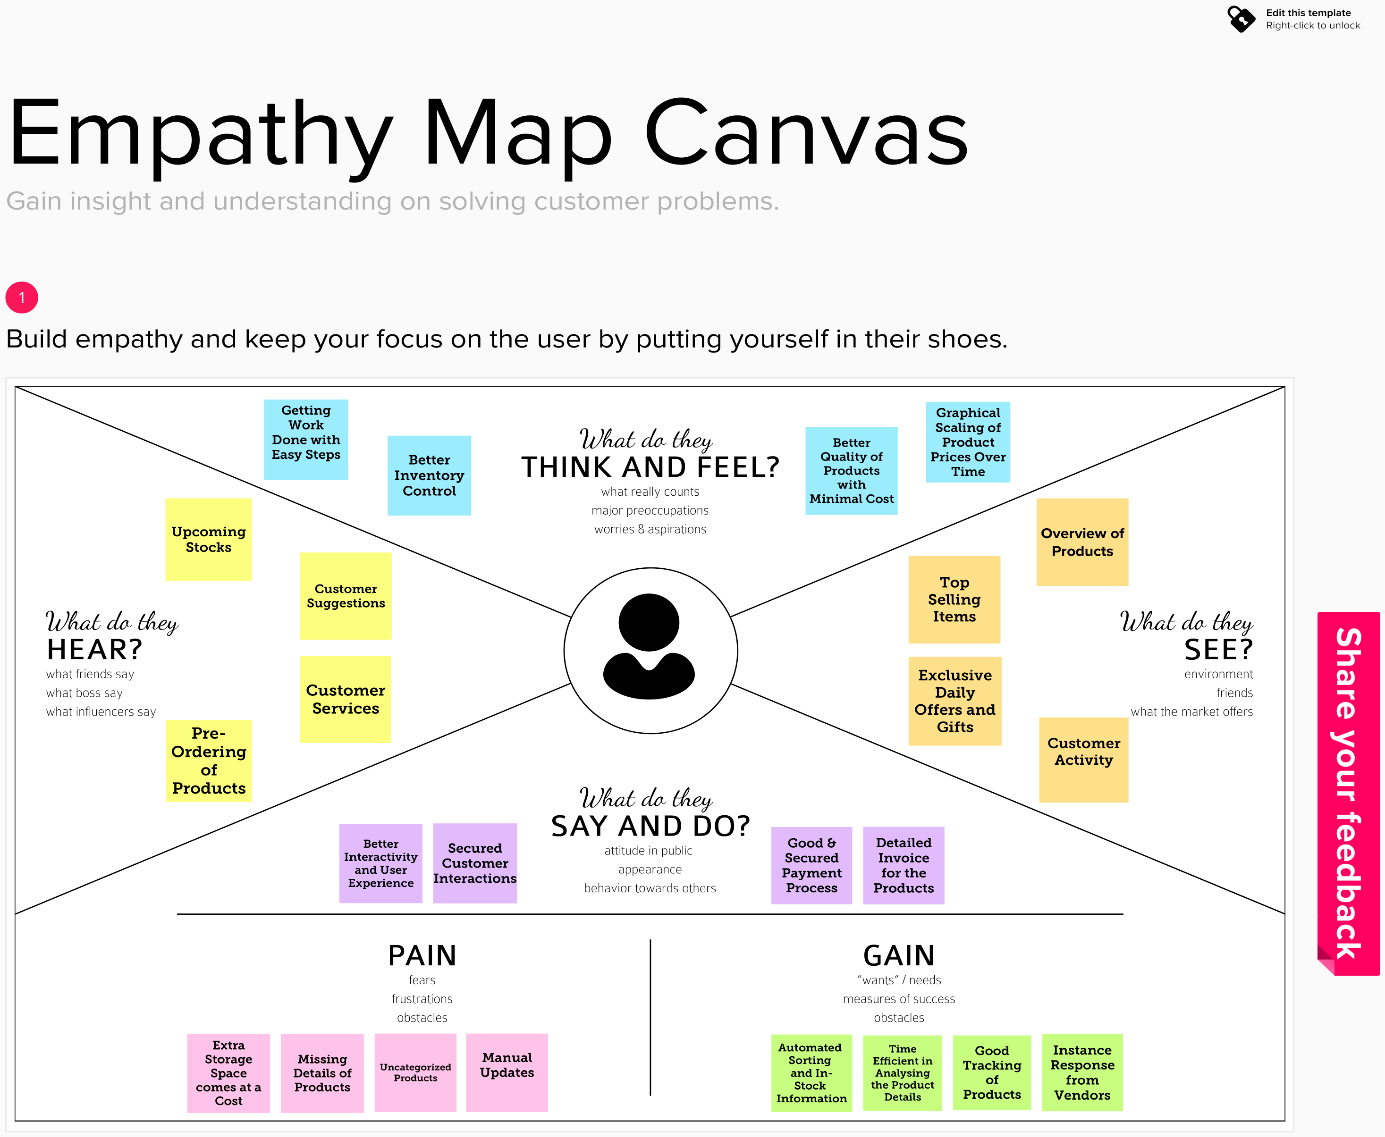 Edit this template
Right-click to unlock
Empathy Map Canvas
Gain insight and understanding on solving customer problems.
1
Build empathy and keep your focus on the user by putting yourself in their shoes.
Getting
Work
Done with
Easy Steps
Better
Inventory
Control
What do they
THINK AND FEEL?
what really counts
major preoccupations
worries & aspirations
Better
Quality of
Products
with
Minimal Cost
Graphical
Scaling of
Product
Prices Over
Time
Upcoming
Stocks
Customer
Suggestions
What do they
HEAR?
what friends say
what boss say
what influencers say
Customer
Services
Pre-
Ordering
of
Products
Overview of
Products
Top
Selling
Items
What do they
SEE?
environment
friends
what the market offers
Exclusive
Daily
Offers and
Gifts
Customer
Activity
What do they
SAY AND DO?
attitude in public
appearance
behavior towards others
Better
Interactivity
and User
Experience
Secured
Customer
Interactions
Good &
Secured
Payment
Process
Detailed
Invoice
for the
Products
PAIN
fears
frustrations
obstacles
Extra
Storage
Space
comes at a
Cost
Missing
Details of
Products
Uncategorized
Products
Manual
Updates
GAIN
"wants" / needs
measures of success
obstacles
Automated
Sorting
and In-
Stock
Information
Time
Efficient in
Analysing
the Product
Details
Good
Tracking
of
Products
Instance
Response
from
Vendors
Share your feedback